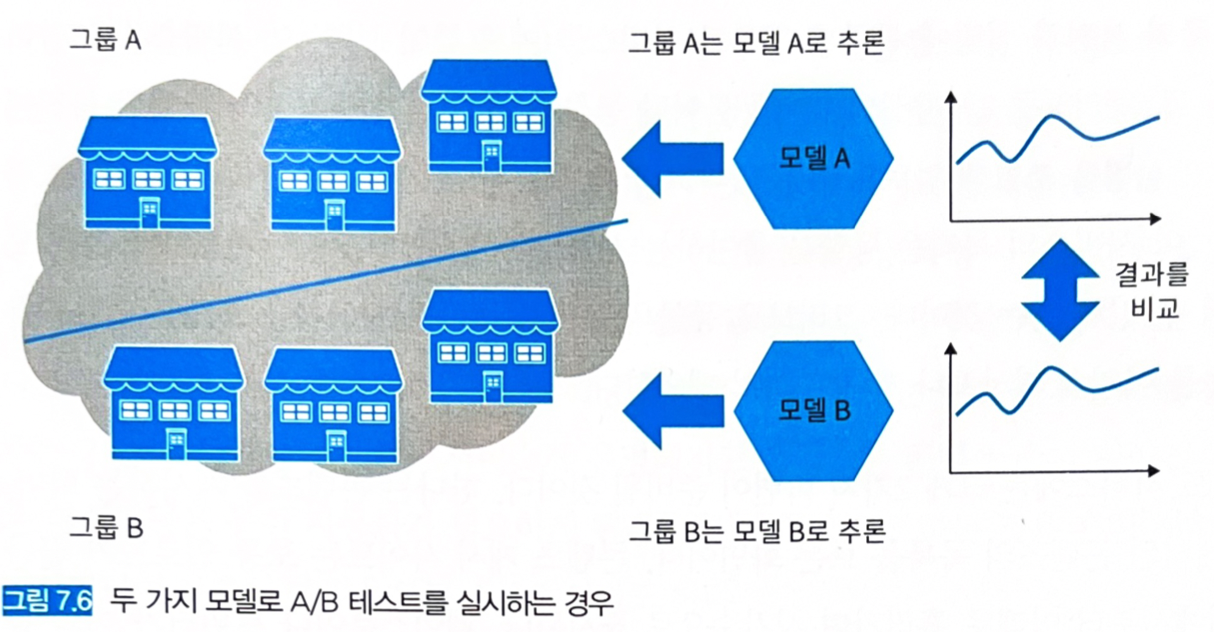 그룹 A
그룹 A는 모델 A로 추론
모델 A
결과를
비교
모델 B
그룹 B
그룹 B는 모델 B로 추론
그림 7.6 두 가지 모델로 A/B 테스트를 실시하는 경우